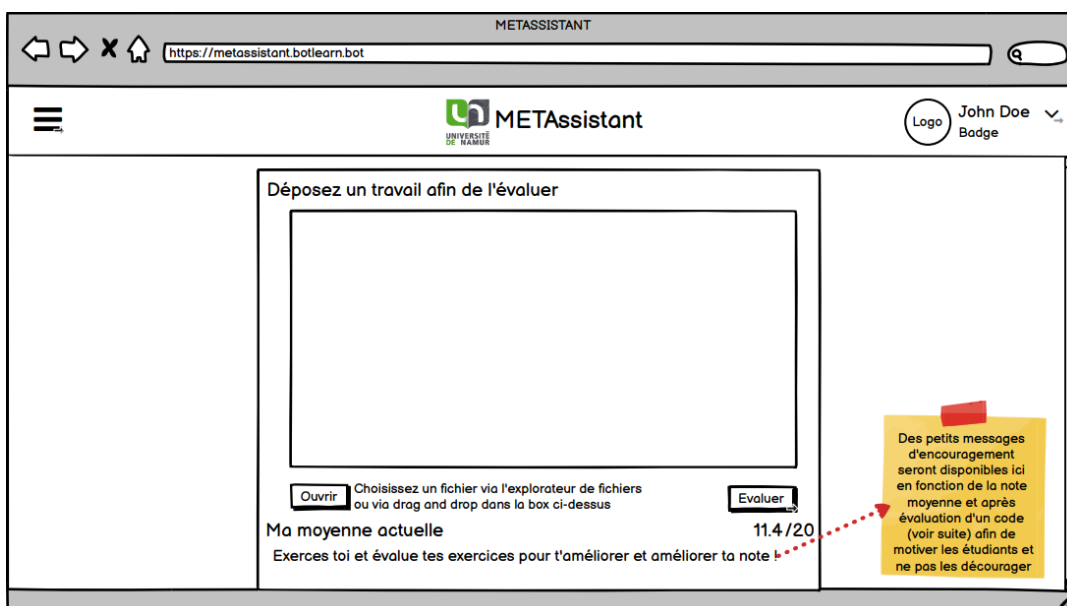 METASSISTANT
https://metassistant.botlearn.bot
UNIVERSITÉ
DE NAMUR
METAssistant
Logo
John Doe
Badge
Déposez un travail afin de l'évaluer
Ouvrir
Choisissez un fichier via l'explorateur de fichiers
ou via drag and drop dans la box ci-dessus
Evaluer
Ma moyenne actuelle
11.4/20
Exerces toi et évalue tes exercices pour t'améliorer et améliorer ta note !
Des petits messages
d'encouragement
seront disponibles ici
en fonction de la note
moyenne et après
évaluation d'un code
(voir suite) afin de
motiver les étudiants et
ne pas les décourager